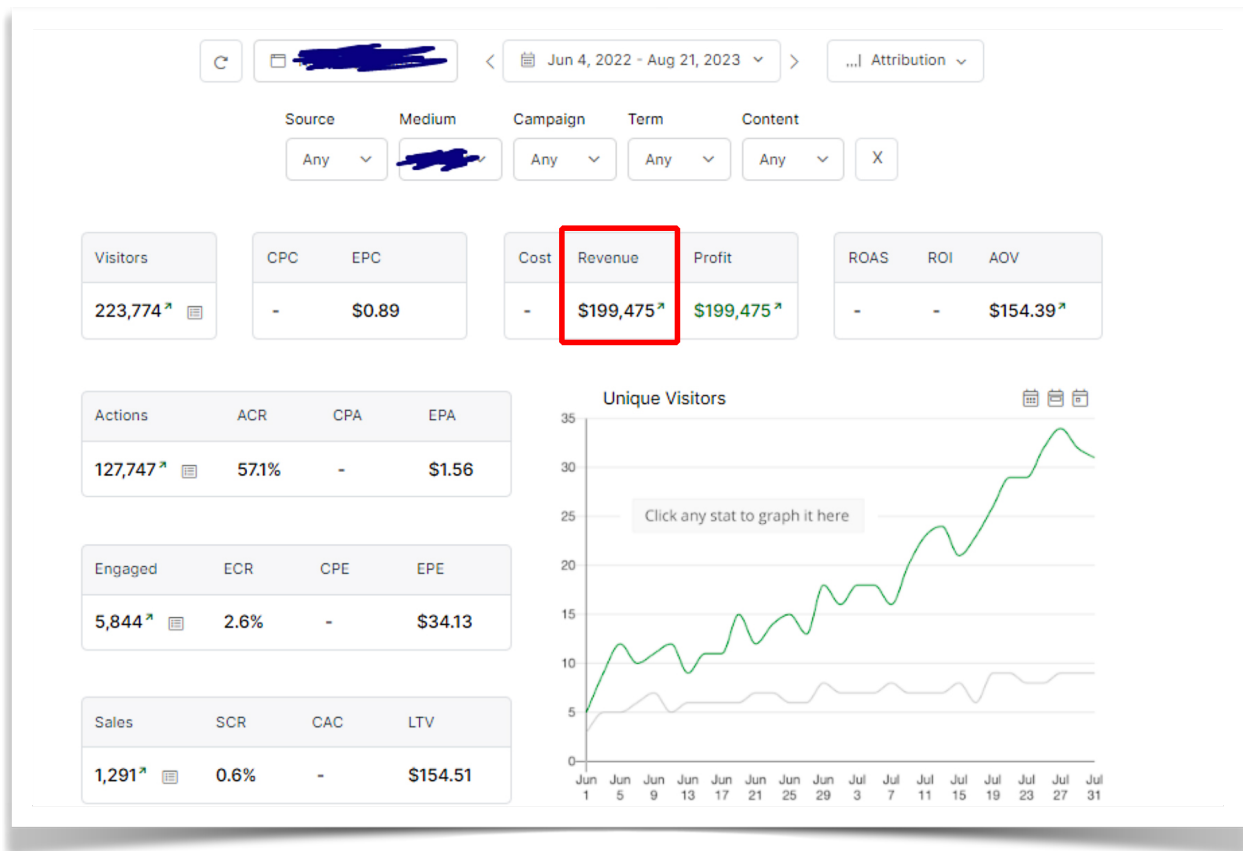 Jun 4, 2022 - Aug 21, 2023
Attribution
Source Medium Campaign Term Content
Any Any Any Any X
Visitors
223,774
CPC EPC
- $0.89
Cost Revenue Profit
- $199,475 $199,475
ROAS ROI AOV
- - $154.39
Actions ACR CPA EPA
127,747 57.1% - $1.56
Engaged ECR CPE EPE
5,844 2.6% - $34.13
Sales SCR CAC LTV
1,291 0.6% - $154.51
Unique Visitors
Click any stat to graph it here
35
30
25
20
15
10
5
0
Jun Jun Jun Jun Jun Jun Jun Jun Jul Jul Jul Jul Jul Jul Jul Jul
1 5 9 13 17 21 25 29 3 7 11 15 19 23 27 31